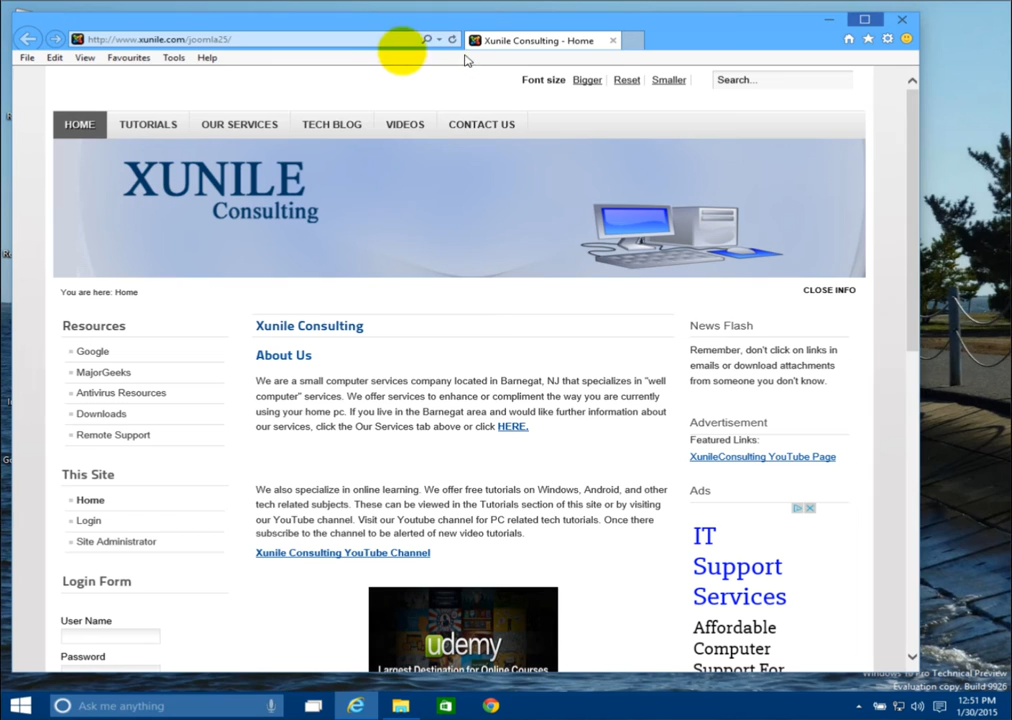 http://www.xunile.com/joomla25/
Xunile Consulting - Home
File Edit View Favourites Tools Help
Font size Bigger Reset Smaller
Search...
HOME TUTORIALS OUR SERVICES TECH BLOG VIDEOS CONTACT US
XUNILE
Consulting
You are here: Home
CLOSE INFO
Resources
Google
MajorGeeks
Antivirus Resources
Downloads
Remote Support
This Site
Home
Login
Site Administrator
Login Form
User Name
Password
Xunile Consulting
About Us
We are a small computer services company located in Barnegat, NJ that specializes in "well
computer" services. We offer services to enhance or compliment the way you are currently
using your home pc. If you live in the Barnegat area and would like further information about
our services, click the Our Services tab above or click HERE.
We also specialize in online learning. We offer free tutorials on Windows, Android, and other
tech related subjects. These can be viewed in the Tutorials section of this site or by visiting
our YouTube channel. Visit our Youtube channel for PC related tech tutorials. Once there
subscribe to the channel to be alerted of new video tutorials.
Xunile Consulting YouTube Channel
udemy
Largest Destination for Online Courses
News Flash
Remember, don't click on links in
emails or download attachments
from someone you don't know.
Advertisement
Featured Links:
XunileConsulting YouTube Page
Ads
IT
Support
Services
Affordable
Computer
Support For
Windows 10 Pro Technical Preview
Evaluation copy. Build 9926
Ask me anything
12:51 PM
1/30/2015